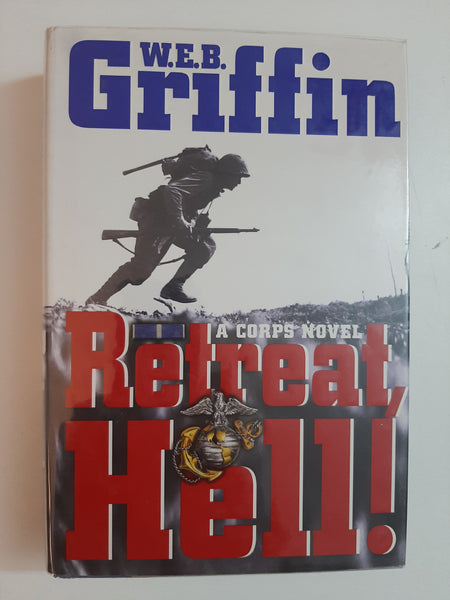 W.E.B.
Griffin
A CORPS NOVEL
Retreat,
Hell!